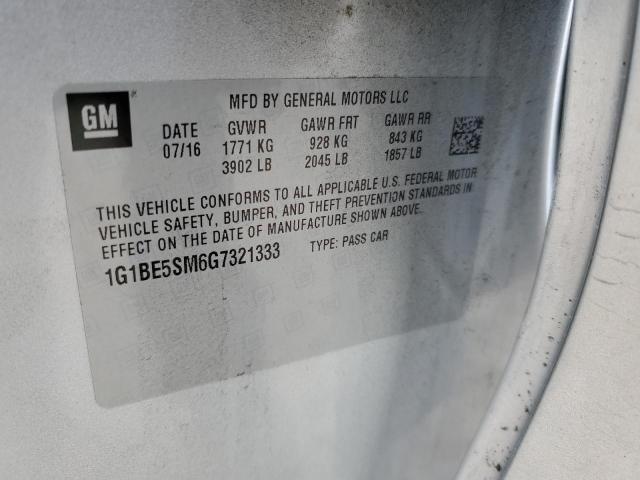 GM
MFD BY GENERAL MOTORS LLC
DATE GVWR GAWR FRT GAWR RR
07/16 1771 KG 928 KG 843 KG
3902 LB 2045 LB 1857 LB
THIS VEHICLE CONFORMS TO ALL APPLICABLE U.S. FEDERAL MOTOR
VEHICLE SAFETY, BUMPER, AND THEFT PREVENTION STANDARDS IN
EFFECT ON THE DATE OF MANUFACTURE SHOWN ABOVE.
1G1BE5SM6G7321333 TYPE: PASS CAR